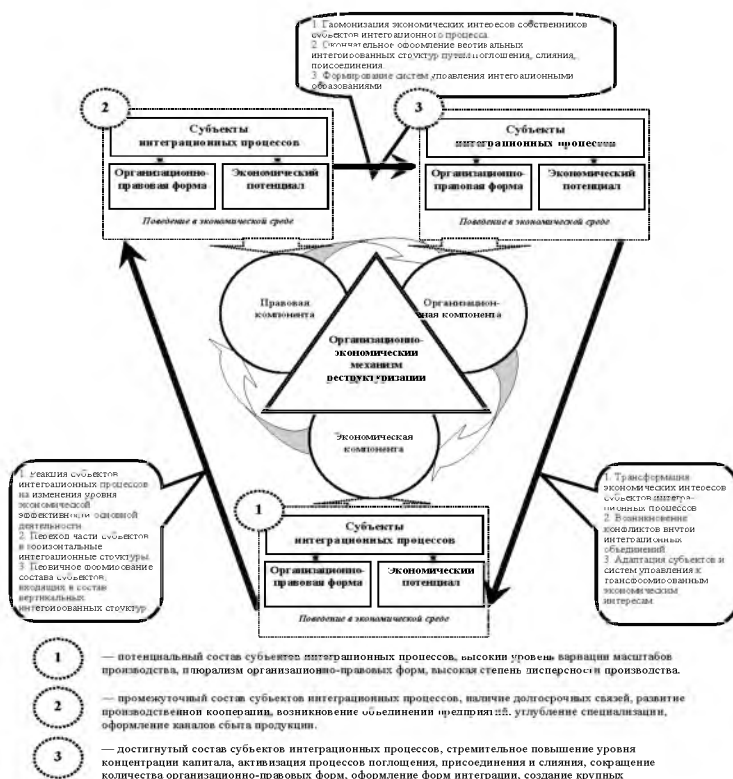 1. Гармонизация экономических интересов собственников
субъектов интеграционного процесса.
2. Окончательное оформление вертикальных
интегрированных структур путем поглощения, слияния,
присоединения.
3. Формирование систем управления интеграционными
образованиями
2
3
Субъекты
интеграционных процессов
Организационно-
правовая форма
Экономический
потенциал
Поведение в экономической среде
Субъекты
интеграционных процессов
Организационно-
правовая форма
Экономический
потенциал
Поведение в экономической среде
Правовая
компонента
Организацион-
ная компонента
Организационно-
экономический
механизм
реструктуризации
Экономическая
компонента
1. Реакция субъектов
интеграционных процессов
на изменения уровня
экономической
эффективности основной
деятельности
2. Переход части субъектов
в горизонтальные
интеграционные структуры.
3. Первичное формирование
состава субъектов,
входящих в состав
вертикальных
интегрированных структур
1. Трансформация
экономических интересов
субъектов интегра-
ционных процессов
2. Возникновение
конфликтов внутри
интеграционных
объединений
3. Адаптация субъектов и
систем управления к
трансформированным
экономическим
интересам
1
Субъекты
интеграционных процессов
Организационно-
правовая форма
Экономический
потенциал
Поведение в экономической среде
1
— потенциальный состав субъектов интеграционных процессов, высокий уровень вариации масштабов
производства, плюрализм организационно-правовых форм, высокая степень дисперсности производства.
2
— промежуточный состав субъектов интеграционных процессов, наличие долгосрочных связей, развитие
производственной кооперации, возникновение объединений предприятий, углубление специализации,
оформление каналов сбыта продукции.
3
— достигнутый состав субъектов интеграционных процессов, стремительное повышение уровня
концентрации капитала, активизация процессов поглощения, присоединения и слияния, сокращение
количества организационно-правовых форм, оформление форм интеграции, создание крупных